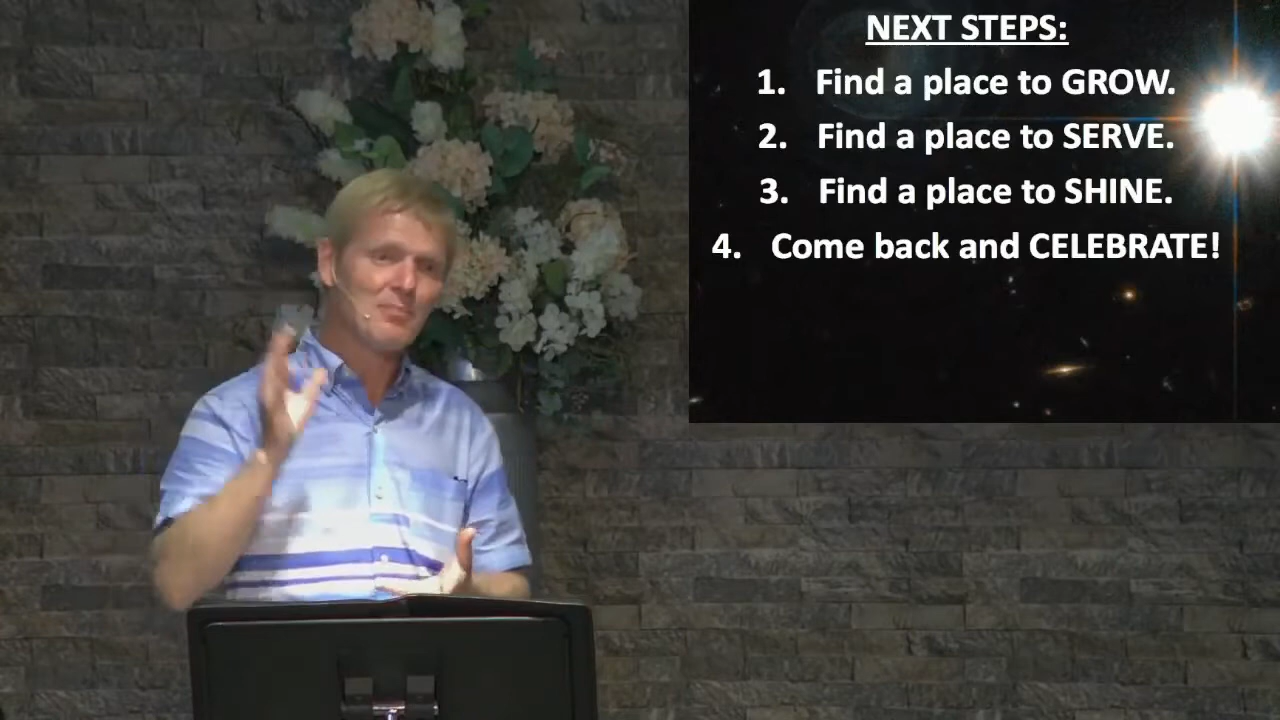 NEXT STEPS:
1. Find a place to GROW.
2. Find a place to SERVE.
3. Find a place to SHINE.
4. Come back and CELEBRATE!